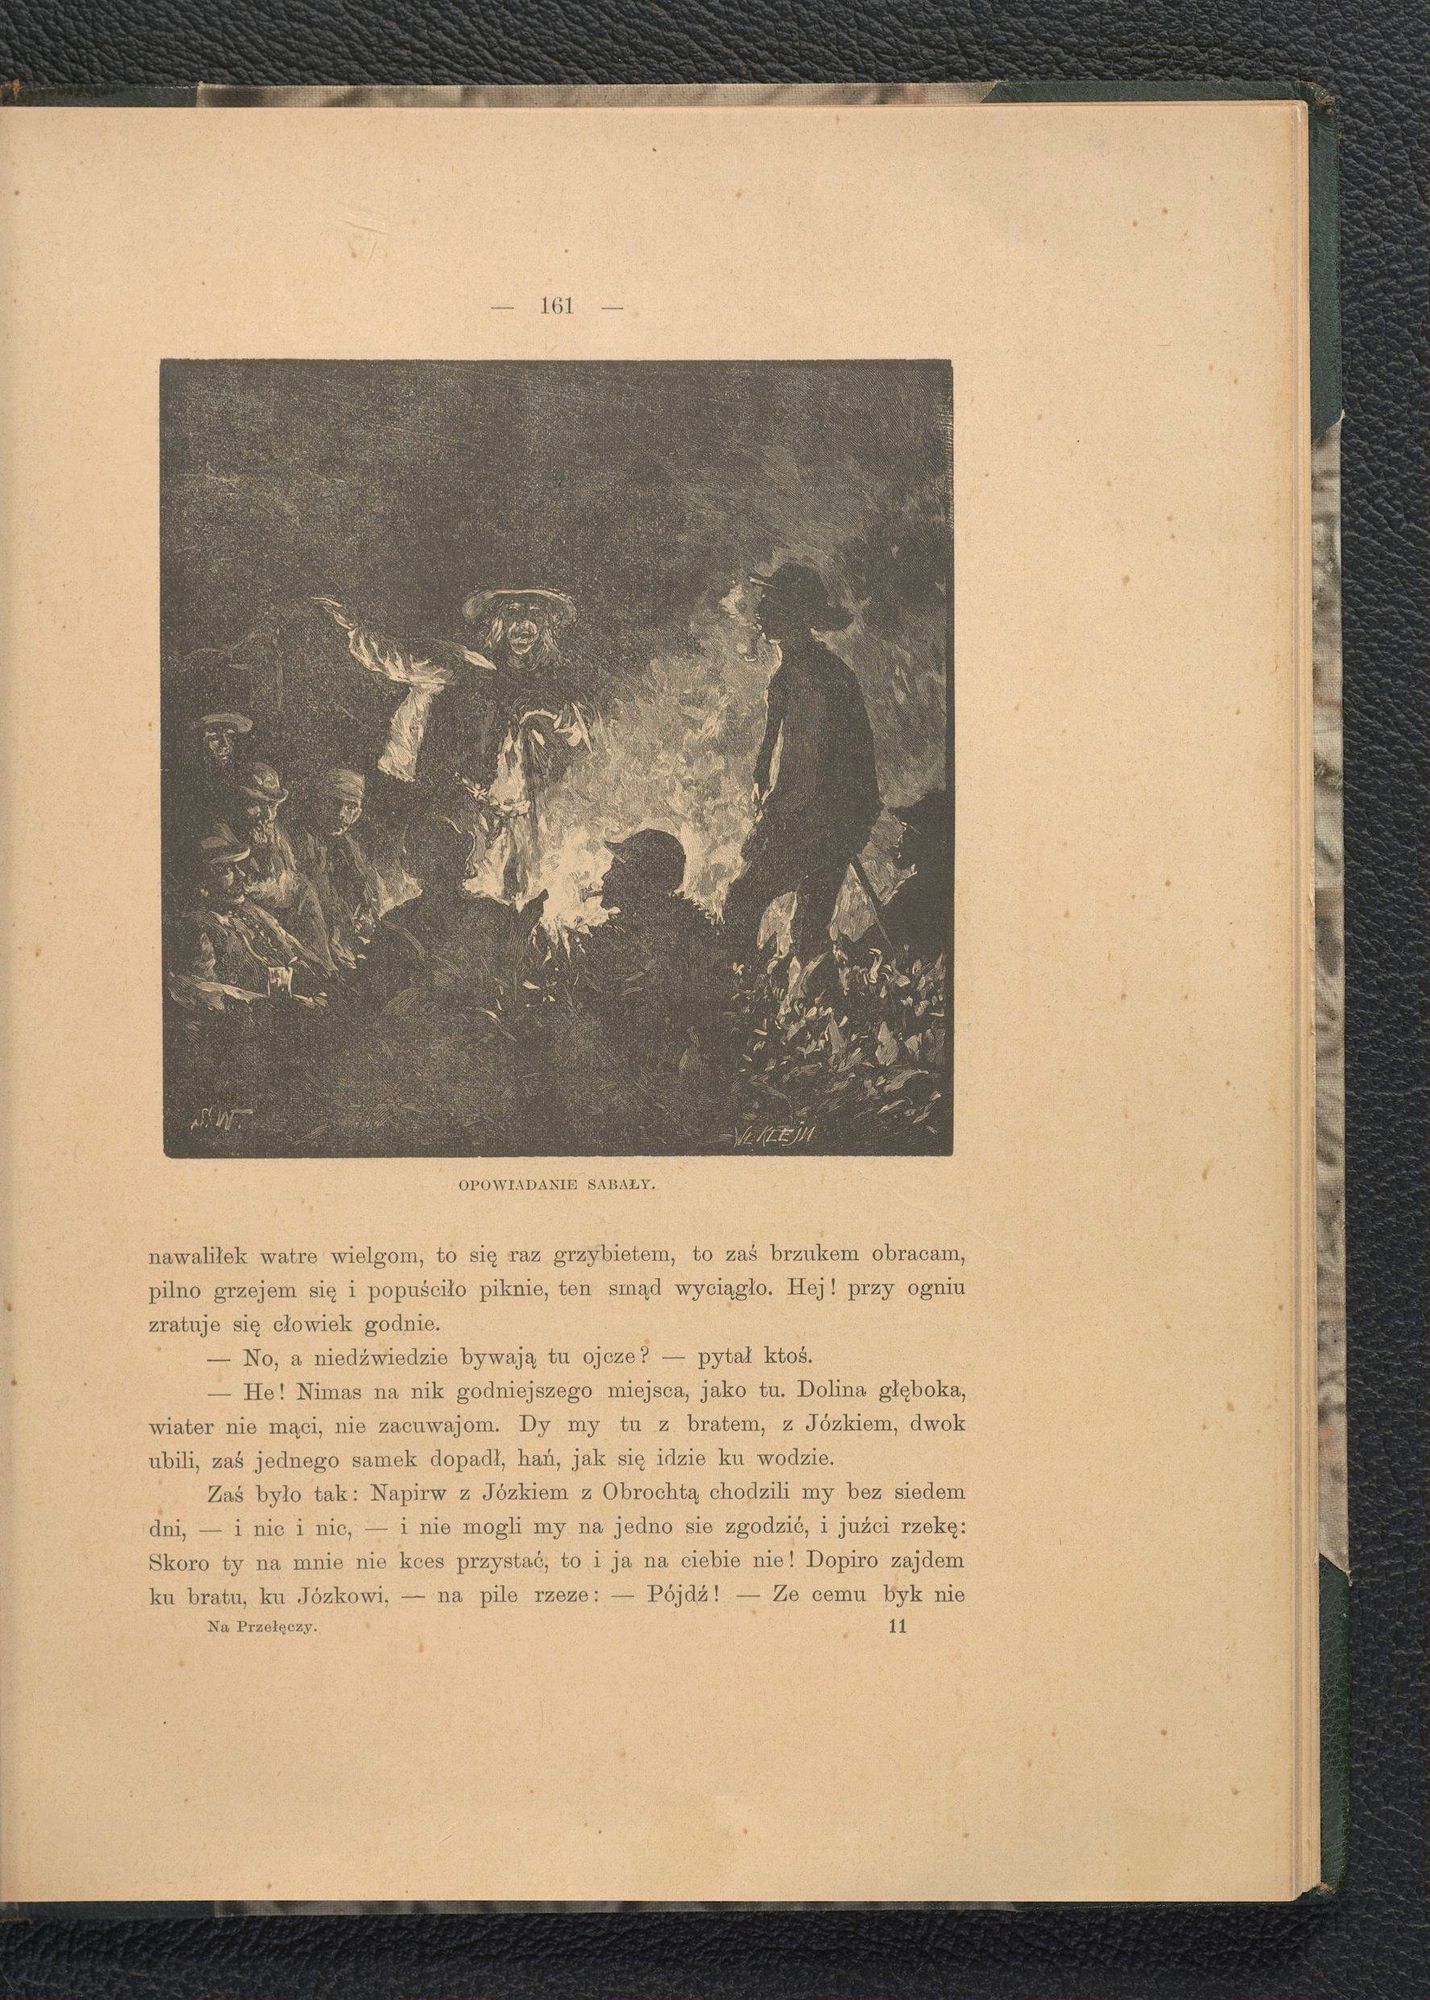 — 161 —
S. W.
W. KLEJN
OPOWIADANIE SABAŁY.
nawaliłek watre wielgom, to się raz grzybietem, to zaś brzukem obracam,
pilno grzejem się i popuściło piknie, ten smąd wyciągło. Hej! przy ogniu
zratuje się cłowiek godnie.
— No, a niedźwiedzie bywają tu ojcze? — pytał ktoś.
— He! Nimas na nik godniejszego miejsca, jako tu. Dolina głęboka,
wiater nie mąci, nie zacuwajom. Dy my tu z bratem, z Józkiem, dwok
ubili, zaś jednego samek dopadł, hań, jak się idzie ku wodzie.
Zaś było tak: Napirw z Józkiem z Obrochtą chodzili my bez siedem
dni, — i nic i nic, — i nie mogli my na jedno sie zgodzić, i juźci rzekę:
Skoro ty na mnie nie kces przystać, to i ja na ciebie nie! Dopiro zajdem
ku bratu, ku Józkowi, — na pile rzeze: — Pójdź! — Ze cemu byk nie
Na Przełęczy. 11